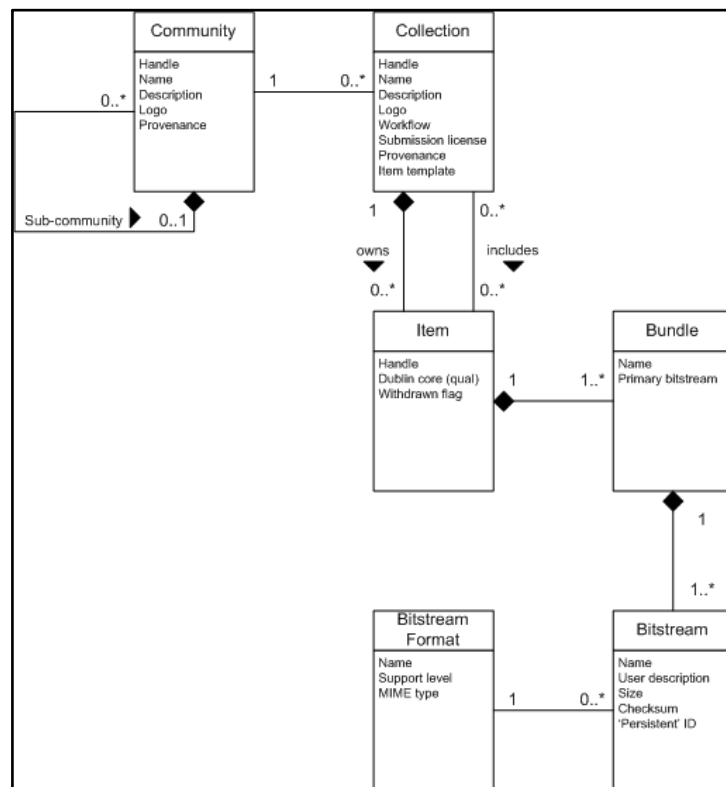 Community
Handle
Name
Description
Logo
Provenance
1
0..*
Collection
Handle
Name
Description
Logo
Workflow
Submission license
Provenance
Item template
0..*
Sub-community
0..1
1
0..*
owns
includes
0..*
0..*
Item
Handle
Dublin core (qual)
Withdrawn flag
1
1..*
Bundle
Name
Primary bitstream
1
1..*
Bitstream
Format
Name
Support level
MIME type
1
0..*
Bitstream
Name
User description
Size
Checksum
'Persistent' ID